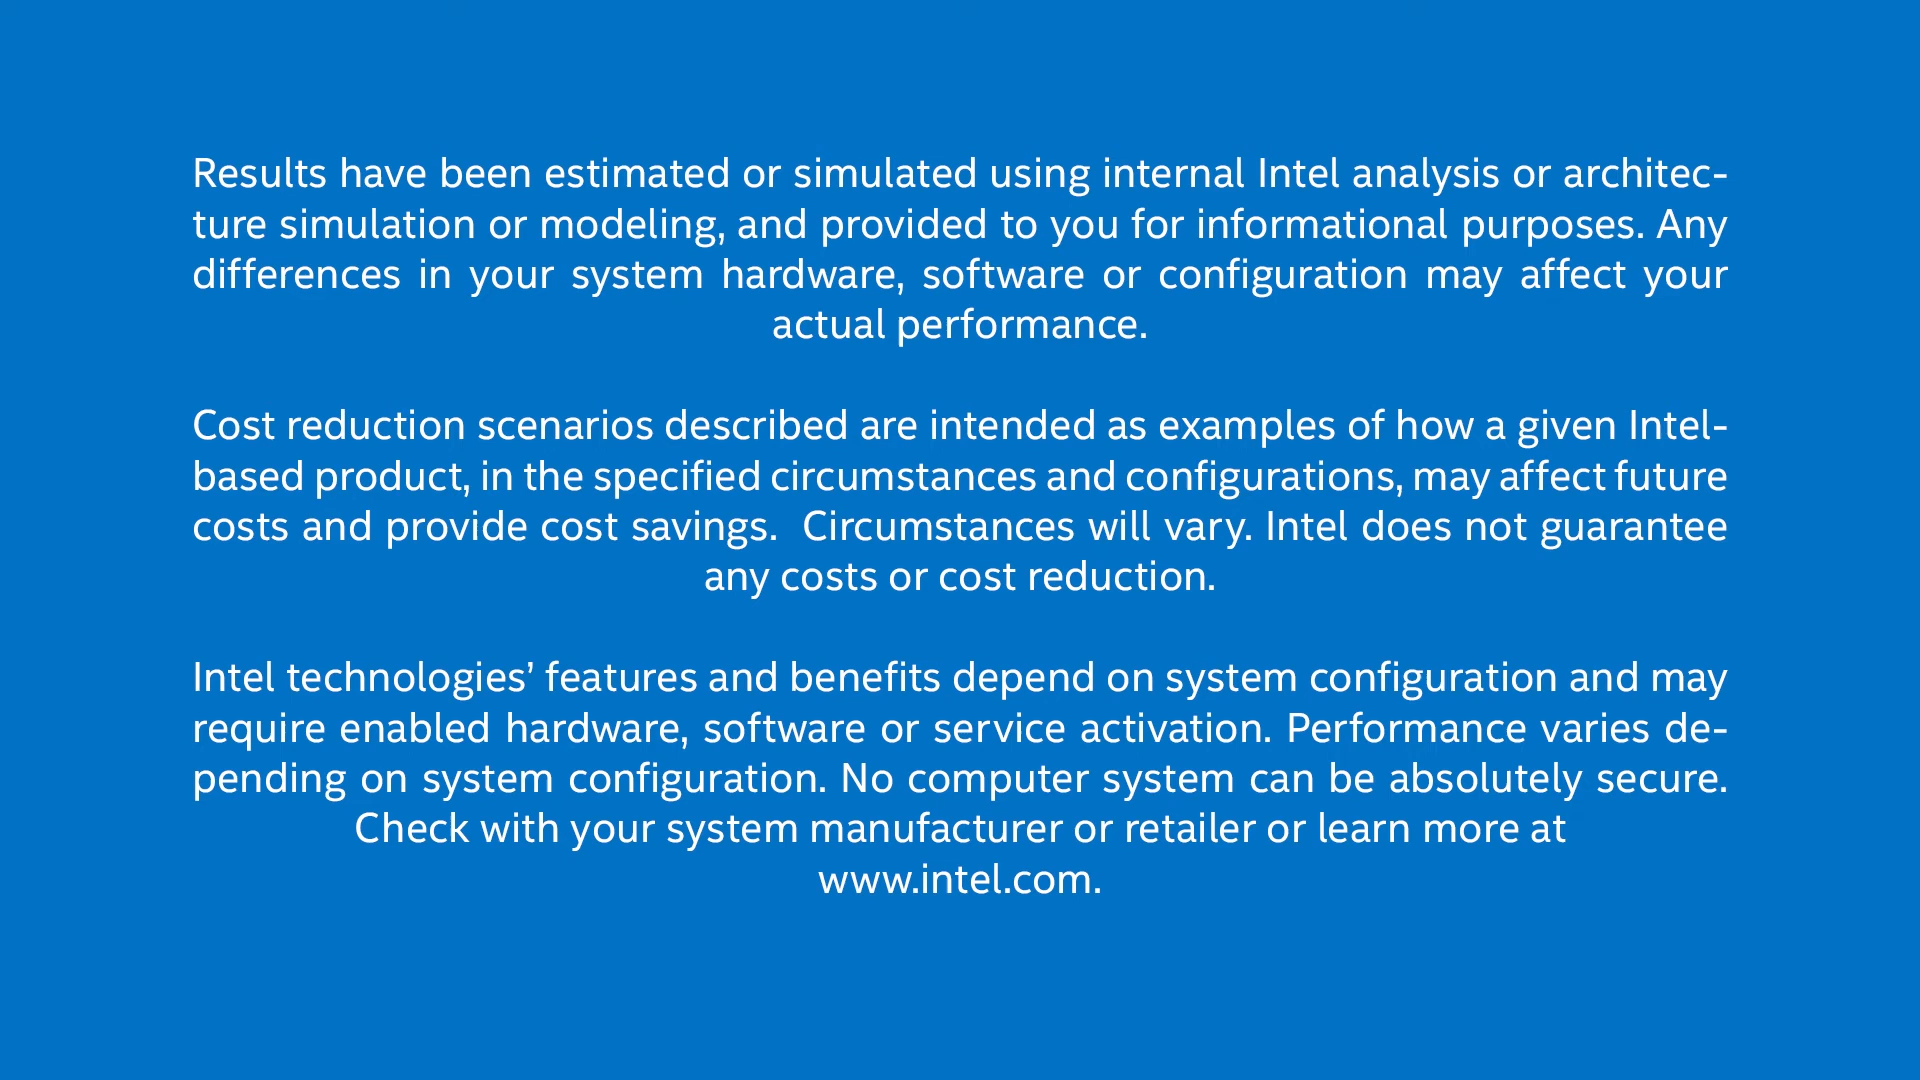 Results have been estimated or simulated using internal Intel analysis or architec-
ture simulation or modeling, and provided to you for informational purposes. Any
differences in your system hardware, software or configuration may affect your
actual performance.
Cost reduction scenarios described are intended as examples of how a given Intel-
based product, in the specified circumstances and configurations, may affect future
costs and provide cost savings.  Circumstances will vary. Intel does not guarantee
any costs or cost reduction.
Intel technologies’ features and benefits depend on system configuration and may
require enabled hardware, software or service activation. Performance varies de-
pending on system configuration. No computer system can be absolutely secure.
Check with your system manufacturer or retailer or learn more at
www.intel.com.